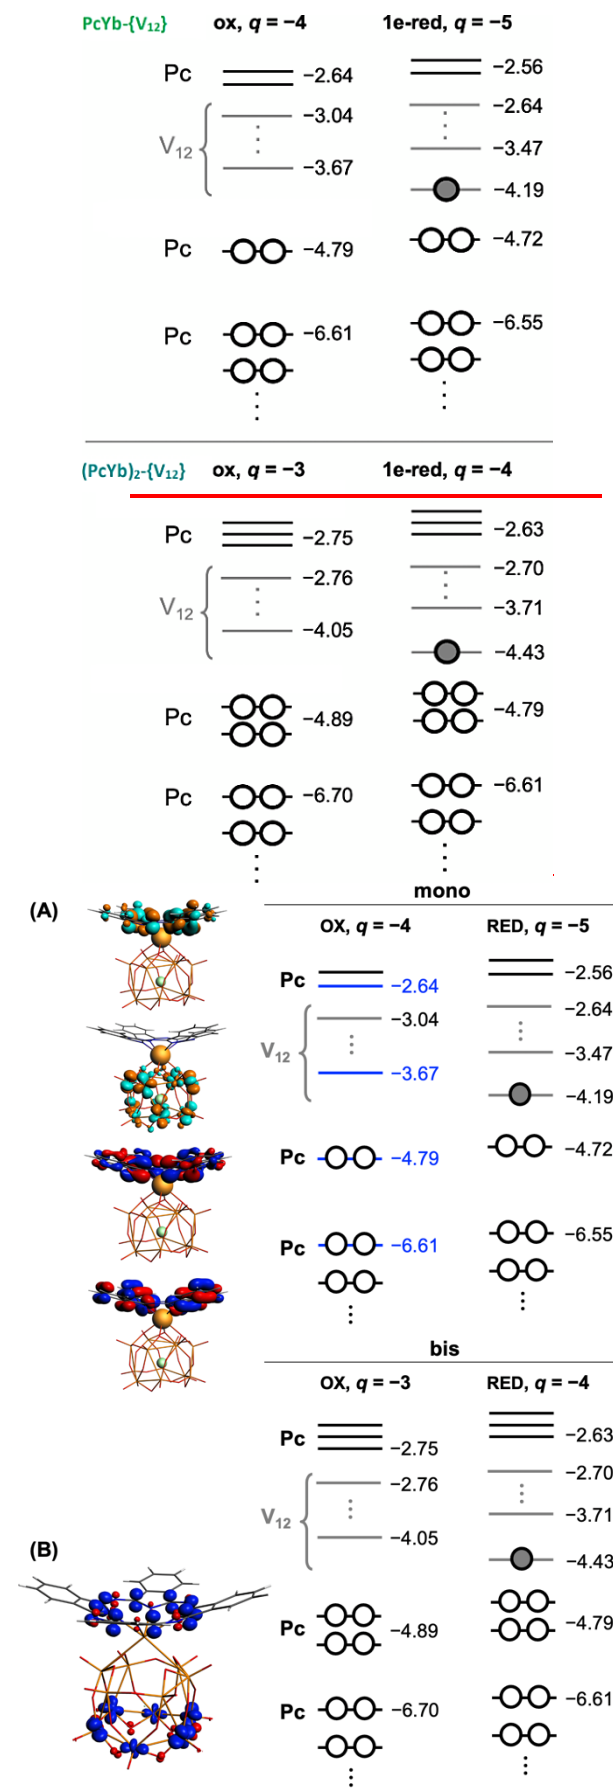 PcYb-{V₁₂} ox, q = −4 1e-red, q = −5
Pc −2.64 −2.56
−3.04 −2.64
V₁₂
−3.67 −3.47
−4.19
Pc −4.79 −4.72
Pc −6.61 −6.55
(PcYb)₂-{V₁₂} ox, q = −3 1e-red, q = −4
Pc −2.75 −2.63
−2.76 −2.70
V₁₂
−4.05 −3.71
−4.43
Pc −4.89 −4.79
Pc −6.70 −6.61
mono
(A)
OX, q = −4 RED, q = −5
Pc −2.64 −2.56
−3.04 −2.64
V₁₂
−3.67 −3.47
−4.19
Pc −4.79 −4.72
Pc −6.61 −6.55
bis
OX, q = −3 RED, q = −4
Pc −2.75 −2.63
−2.76 −2.70
V₁₂
−4.05 −3.71
(B)
−4.43
Pc −4.89 −4.79
Pc −6.70 −6.61